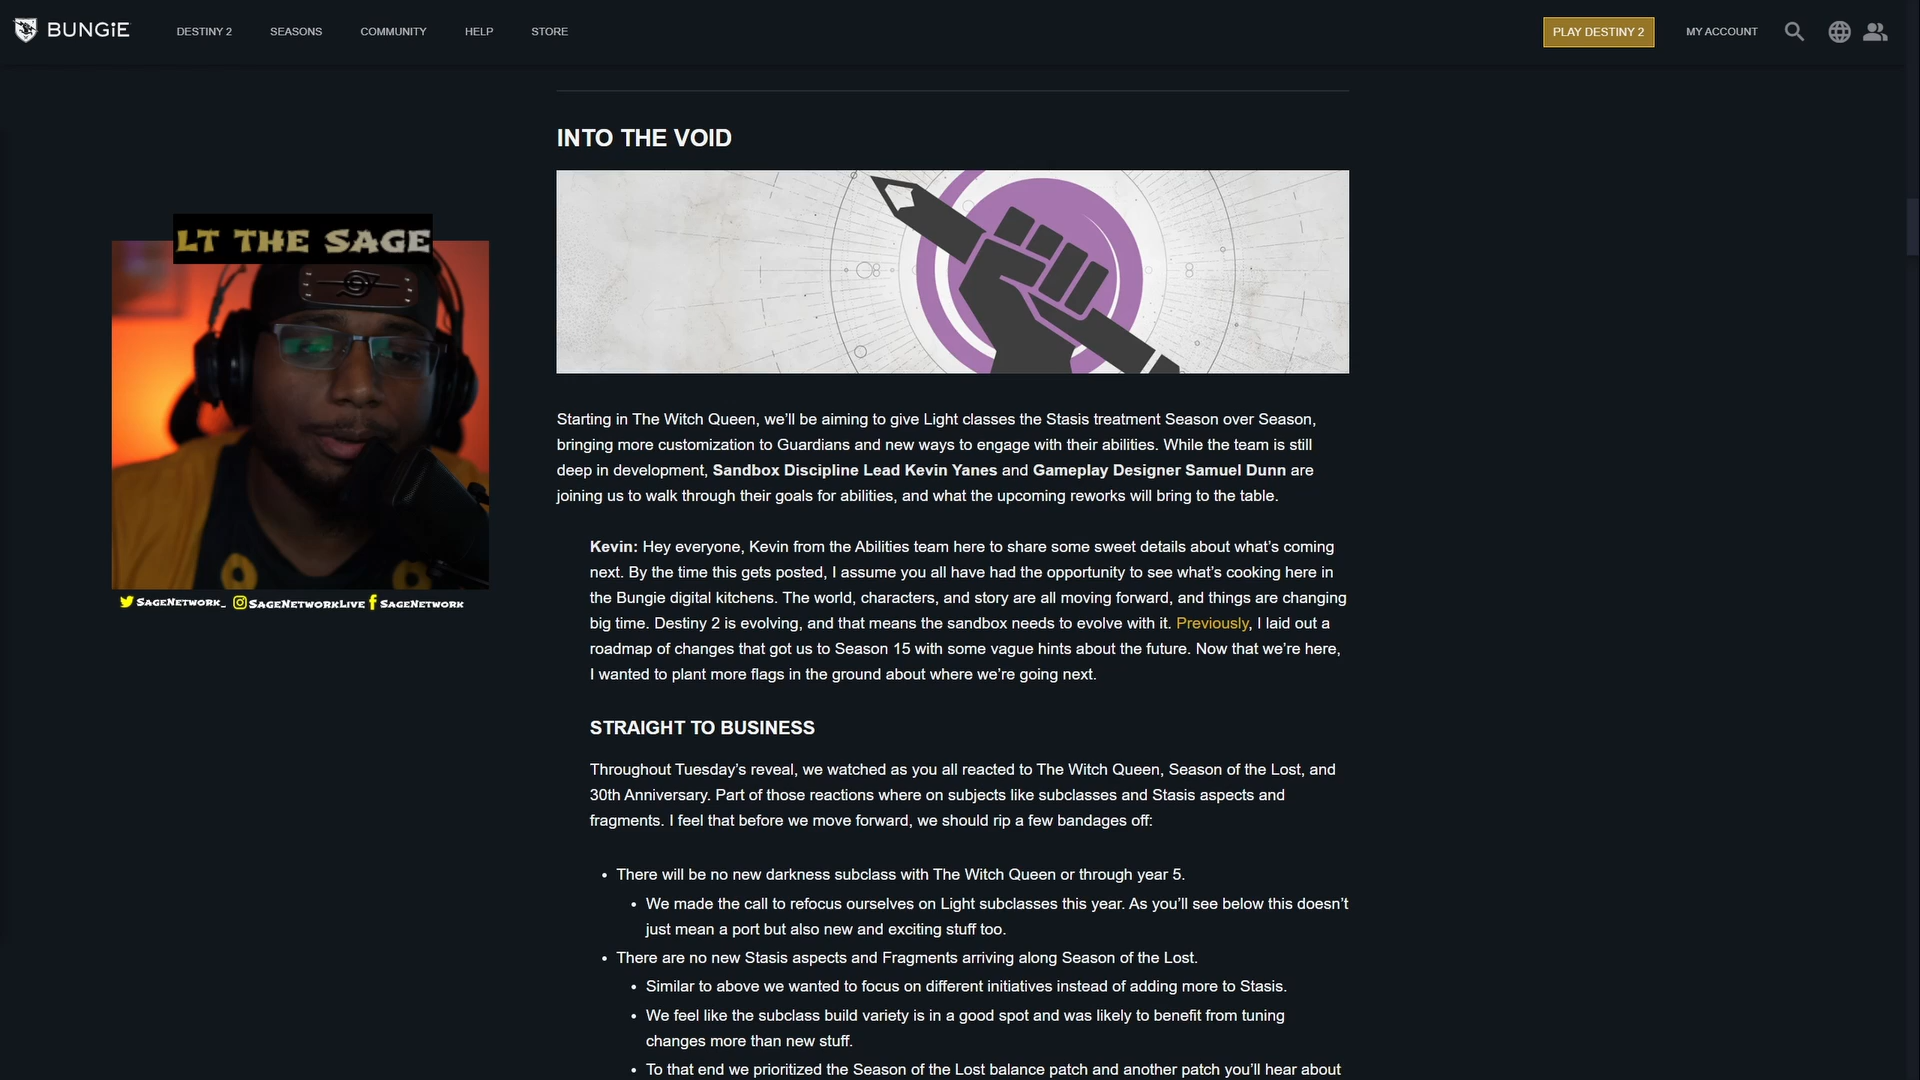 BUNGiE
DESTINY 2
SEASONS
COMMUNITY
HELP
STORE
PLAY DESTINY 2
MY ACCOUNT
INTO THE VOID
LT THE SAGE
SAGENETWORK_ SAGENETWORKLIVE SAGENETWORK
Starting in The Witch Queen, we’ll be aiming to give Light classes the Stasis treatment Season over Season,
bringing more customization to Guardians and new ways to engage with their abilities. While the team is still
deep in development, Sandbox Discipline Lead Kevin Yanes and Gameplay Designer Samuel Dunn are
joining us to walk through their goals for abilities, and what the upcoming reworks will bring to the table.
Kevin: Hey everyone, Kevin from the Abilities team here to share some sweet details about what’s coming
next. By the time this gets posted, I assume you all have had the opportunity to see what’s cooking here in
the Bungie digital kitchens. The world, characters, and story are all moving forward, and things are changing
big time. Destiny 2 is evolving, and that means the sandbox needs to evolve with it. Previously, I laid out a
roadmap of changes that got us to Season 15 with some vague hints about the future. Now that we’re here,
I wanted to plant more flags in the ground about where we’re going next.
STRAIGHT TO BUSINESS
Throughout Tuesday’s reveal, we watched as you all reacted to The Witch Queen, Season of the Lost, and
30th Anniversary. Part of those reactions where on subjects like subclasses and Stasis aspects and
fragments. I feel that before we move forward, we should rip a few bandages off:
• There will be no new darkness subclass with The Witch Queen or through year 5.
• We made the call to refocus ourselves on Light subclasses this year. As you’ll see below this doesn’t
just mean a port but also new and exciting stuff too.
• There are no new Stasis aspects and Fragments arriving along Season of the Lost.
• Similar to above we wanted to focus on different initiatives instead of adding more to Stasis.
• We feel like the subclass build variety is in a good spot and was likely to benefit from tuning
changes more than new stuff.
• To that end we prioritized the Season of the Lost balance patch and another patch you’ll hear about